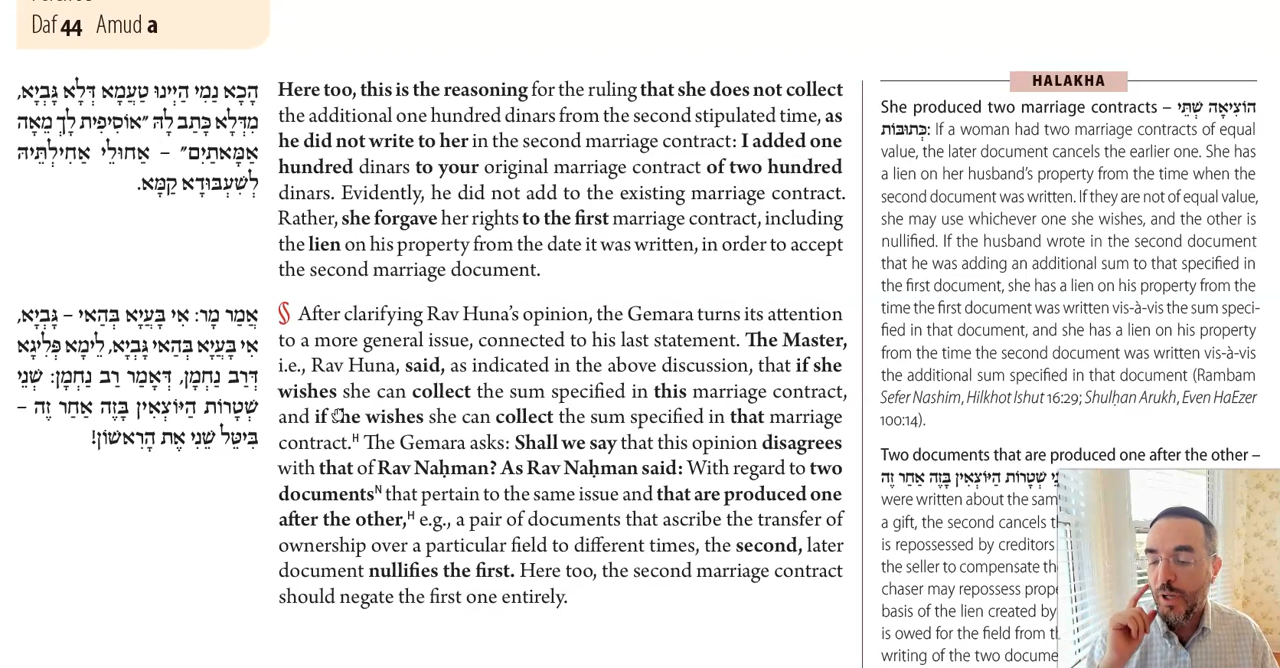 Daf 44 Amud a
הָכָא נַמִי הַיְינוּ טַעֲמָא דְּלָא גָּבְיָא,
מִדְּלָא כָּתַב לָהּ ״אוֹסֵיפִית לָךְ מֵאָה
אַמָּאתַיִם״ – אַחוֹלֵי אַחֵילְתֵּיהּ
לְשִׁעְבּוּדָא קַמָּא.
אֲמַר מָר: אִי בָּעֲיָא בְּהַאי – גָּבְיָא,
אִי בָּעֲיָא בְּהַאי גָּבְיָא, לֵימָא פְּלִיגָא
דְּרַב נַחְמָן, דְּאָמַר רַב נַחְמָן: שְׁנֵי
שְׁטָרוֹת הַיּוֹצְאִין בָּזֶה אַחַר זֶה –
בִּיטֵּל שֵׁנִי אֶת הָרִאשׁוֹן!
Here too, this is the reasoning for the ruling that she does not collect
the additional one hundred dinars from the second stipulated time, as
he did not write to her in the second marriage contract: I added one
hundred dinars to your original marriage contract of two hundred
dinars. Evidently, he did not add to the existing marriage contract.
Rather, she forgave her rights to the first marriage contract, including
the lien on his property from the date it was written, in order to accept
the second marriage document.
§ After clarifying Rav Huna's opinion, the Gemara turns its attention
to a more general issue, connected to his last statement. The Master,
i.e., Rav Huna, said, as indicated in the above discussion, that if she
wishes she can collect the sum specified in this marriage contract,
and if she wishes she can collect the sum specified in that marriage
contract.H The Gemara asks: Shall we say that this opinion disagrees
with that of Rav Naḥman? As Rav Naḥman said: With regard to two
documentsN that pertain to the same issue and that are produced one
after the other,H e.g., a pair of documents that ascribe the transfer of
ownership over a particular field to different times, the second, later
document nullifies the first. Here too, the second marriage contract
should negate the first one entirely.
HALAKHA
She produced two marriage contracts – הוֹצִיאָה שְׁתֵּי
כְּתוּבּוֹת: If a woman had two marriage contracts of equal
value, the later document cancels the earlier one. She has
a lien on her husband's property from the time when the
second document was written. If they are not of equal value,
she may use whichever one she wishes, and the other is
nullified. If the husband wrote in the second document
that he was adding an additional sum to that specified in
the first document, she has a lien on his property from the
time the first document was written vis-à-vis the sum speci-
fied in that document, and she has a lien on his property
from the time the second document was written vis-à-vis
the additional sum specified in that document (Rambam
Sefer Nashim, Hilkhot Ishut 16:29; Shulḥan Arukh, Even HaEzer
100:14).
Two documents that are produced one after the other –
שְׁטָרוֹת הַיּוֹצְאִין בָּזֶה אַחַר זֶה
were written about the sam
a gift, the second cancels t
is repossessed by creditors
the seller to compensate th
chaser may repossess prope
basis of the lien created by
is owed for the field from t
writing of the two docume